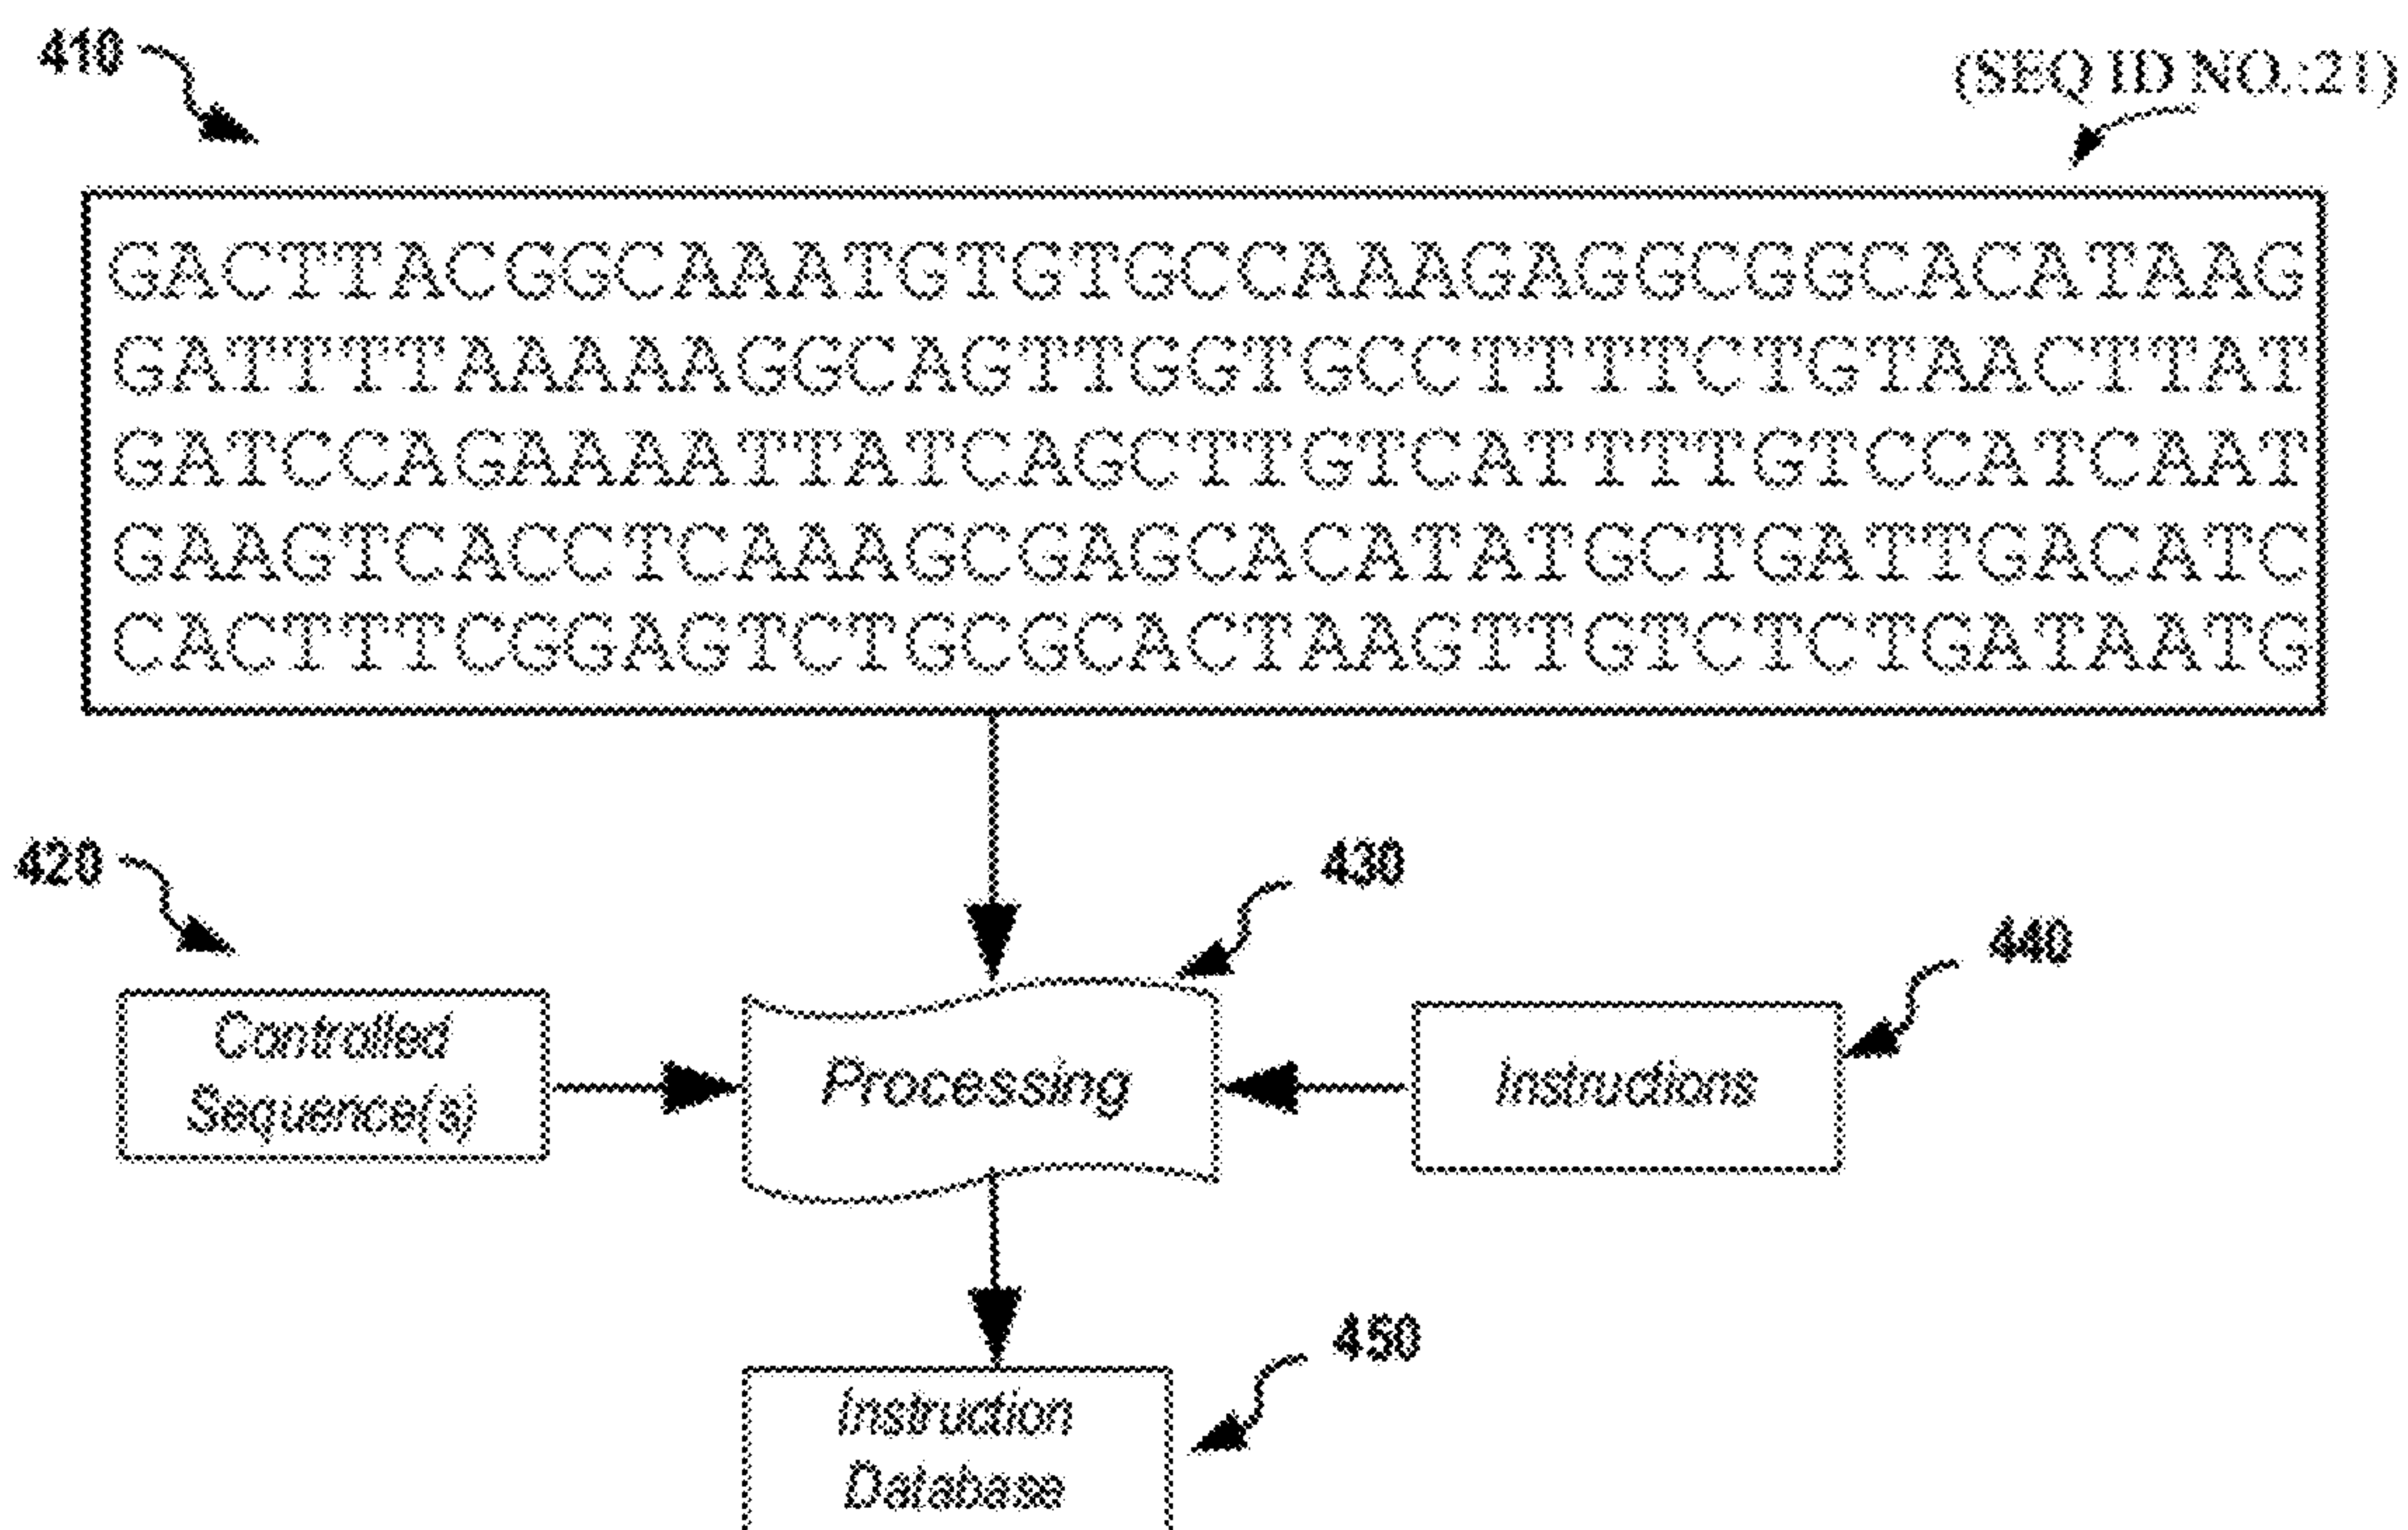 410
(SEQ ID NO.:21)
GACTTACGGCAAATGTGTGCCAAAGAGGCGGCACATAAG
GATTTTAAAAAGGCAGTTGGTGCCTTTTCTGTAACTTAT
GATCCAGAAAATTATCAGCTTGTCATTTTGTCCATCAAT
GAAGTCACCTCAAAGCGAGCACATATGCTGATTGACATC
CACTTTCGGAGTCTGCGCACTAAGTTGTCTCTGATAATG
420
430
440
Controlled
Sequence(s)
Processing
Instructions
450
Instruction
Database